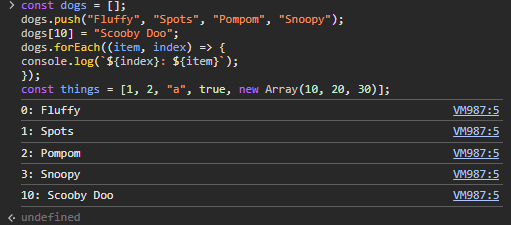 const dogs = [];
dogs.push("Fluffy", "Spots", "Pompom", "Snoopy");
dogs[10] = "Scooby Doo";
dogs.forEach((item, index) => {
console.log(`${index}: ${item}`);
});
const things = [1, 2, "a", true, new Array(10, 20, 30)];
0: Fluffy VM987:5
1: Spots VM987:5
2: Pompom VM987:5
3: Snoopy VM987:5
10: Scooby Doo VM987:5
undefined